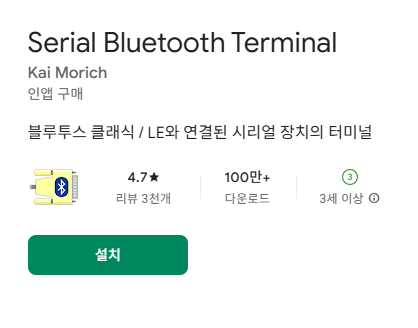 Serial Bluetooth Terminal
Kai Morich
인앱 구매
블루투스 클래식 / LE와 연결된 시리얼 장치의 터미널
4.7★
리뷰 3천개
100만+
다운로드
3
3세 이상
설치